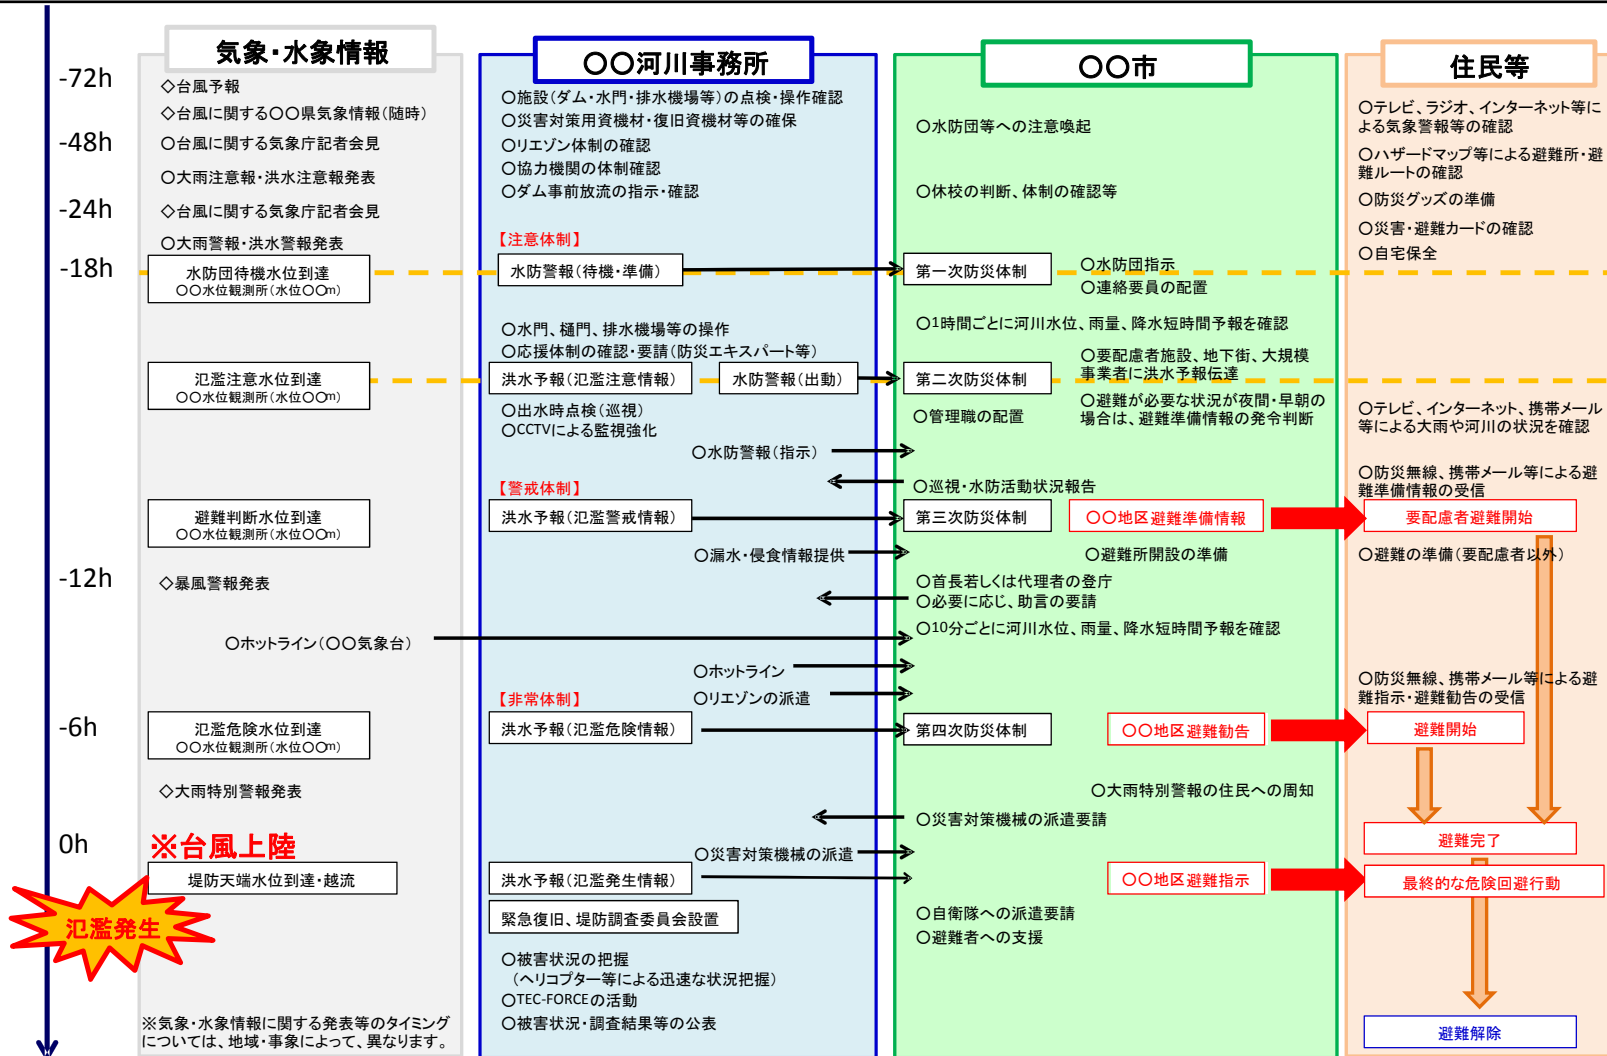 気象・水象情報
〇〇河川事務所
〇〇市
住民等
-72h
-48h
-24h
-18h
-12h
-6h
0h
◇台風予報
◇台風に関する〇〇県気象情報(随時)
〇台風に関する気象庁記者会見
〇大雨注意報・洪水注意報発表
◇台風に関する気象庁記者会見
〇大雨警報・洪水警報発表
水防団待機水位到達
〇〇水位観測所(水位〇〇m)
氾濫注意水位到達
〇〇水位観測所(水位〇〇m)
避難判断水位到達
〇〇水位観測所(水位〇〇m)
◇暴風警報発表
〇ホットライン(〇〇気象台)
氾濫危険水位到達
〇〇水位観測所(水位〇〇m)
◇大雨特別警報発表
※台風上陸
堤防天端水位到達・越流
氾濫発生
※気象・水象情報に関する発表等のタイミング
については、地域・事象によって、異なります。
〇施設(ダム・水門・排水機場等)の点検・操作確認
〇災害対策用資機材・復旧資機材等の確保
〇リエゾン体制の確認
〇協力機関の体制確認
〇ダム事前放流の指示・確認
【注意体制】
水防警報(待機・準備)
〇水門、樋門、排水機場等の操作
〇応援体制の確認・要請(防災エキスパート等)
洪水予報(氾濫注意情報)
水防警報(出動)
〇出水時点検(巡視)
〇CCTVによる監視強化
〇水防警報(指示)
【警戒体制】
洪水予報(氾濫警戒情報)
〇漏水・侵食情報提供
〇ホットライン
〇リエゾンの派遣
【非常体制】
洪水予報(氾濫危険情報)
〇災害対策機械の派遣
洪水予報(氾濫発生情報)
緊急復旧、堤防調査委員会設置
〇被害状況の把握
(ヘリコプター等による迅速な状況把握)
〇TEC-FORCEの活動
〇被害状況・調査結果等の公表
〇水防団等への注意喚起
〇休校の判断、体制の確認等
第一次防災体制
〇水防団指示
〇連絡要員の配置
〇1時間ごとに河川水位、雨量、降水短時間予報を確認
第二次防災体制
〇要配慮者施設、地下街、大規模
事業者に洪水予報伝達
〇管理職の配置
〇避難が必要な状況が夜間・早朝の
場合は、避難準備情報の発令判断
〇巡視・水防活動状況報告
第三次防災体制
〇〇地区避難準備情報
〇避難所開設の準備
〇首長若しくは代理者の登庁
〇必要に応じ、助言の要請
〇10分ごとに河川水位、雨量、降水短時間予報を確認
第四次防災体制
〇〇地区避難勧告
〇大雨特別警報の住民への周知
〇災害対策機械の派遣要請
〇〇地区避難指示
〇自衛隊への派遣要請
〇避難者への支援
〇テレビ、ラジオ、インターネット等に
よる気象警報等の確認
〇ハザードマップ等による避難所・避
難ルートの確認
〇防災グッズの準備
〇災害・避難カードの確認
〇自宅保全
〇テレビ、インターネット、携帯メール
等による大雨や河川の状況を確認
〇防災無線、携帯メール等による避
難準備情報の受信
要配慮者避難開始
〇避難の準備(要配慮者以外)
〇防災無線、携帯メール等による避
難指示・避難勧告の受信
避難開始
避難完了
最終的な危険回避行動
避難解除